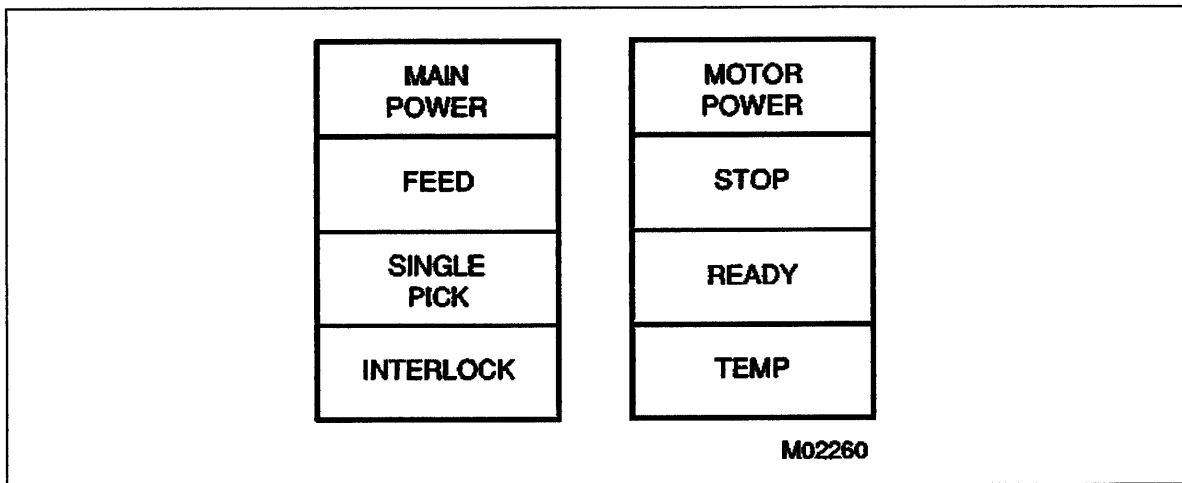 MAIN
POWER
FEED
SINGLE
PICK
INTERLOCK
MOTOR
POWER
STOP
READY
TEMP
M02260